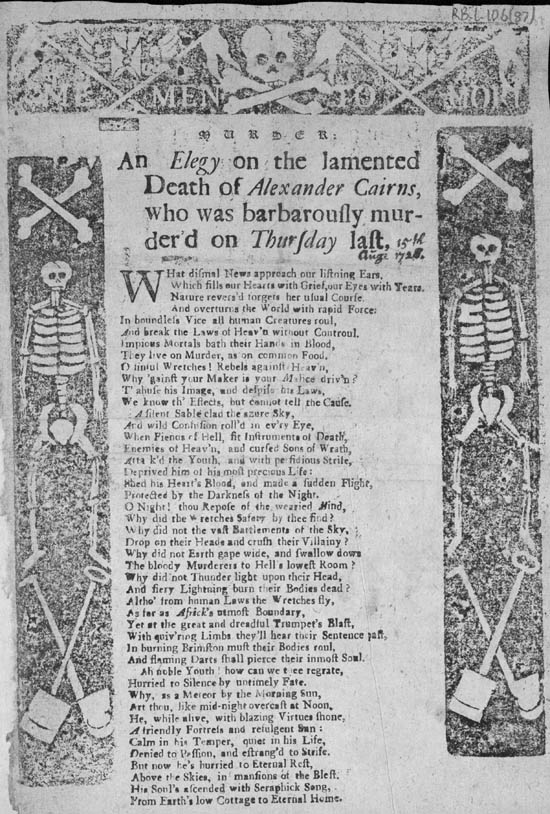 RB.l.106(87)
ME MEN TO MORI
MURDER:
An Elegy on the lamented
Death of Alexander Cairns,
who was barbarouſly mur-
der'd on Thurſday laſt, 15th
WHat diſmal News approach our liſtning Ears,
Which fills our Hearts with Grief, our Eyes with Tears.
Nature revers'd forgets her uſual Courſe.
And overturns the World with rapid Force:
In boundleſs Vice all human Creatures roul,
And break the Laws of Heav'n without Controul.
Impious Mortals bath their Hands in Blood,
They live on Murder, as on common Food.
O ſinful Wretches! Rebels againſt Heav'n,
Why 'gainſt your Maker is your Malice driv'n?
T' abuſe his Image, and deſpiſe his Laws,
We know th' Effects, but cannot tell the Cauſe.
A ſilent Sable clad the azure Sky,
And wild Confuſion roll'd in ev'ry Eye,
When Fiends of Hell, fit Inſtruments of Death,
Enemies of Heav'n, and curſed Sons of Wrath,
Atta k'd the Youth, and with perfidious Strife,
Deprived him of his moſt precious Life:
Shed his Heart's Blood, and made a ſudden Flight,
Protected by the Darkneſs of the Night.
O Night! thou Repoſe of the wearied Mind,
Why did the Wretches Safety by thee find?
Why did not the vaſt Battlements of the Sky,
Drop on their Heads and cruſh their Villainy?
Why did not Earth gape wide, and ſwallow down
The bloody Murderers to Hell's loweſt Room?
Why did not Thunder light upon their Head,
And fiery Lightning burn their Bodies dead?
Altho' from human Laws the Wretches fly,
As far as Africk's utmoſt Boundary,
Yet at the great and dreadful Trumpet's Blaſt,
With quiv'ring Limbs they'll hear their Sentence paſt,
In burning Brimſton muſt their Bodies roul,
And flaming Darts ſhall pierce their inmoſt Soul.
Ah noble Youth! how can we thee regrate,
Hurried to Silence by untimely Fate.
Why, as a Meteor by the Morning Sun,
Art thou, like mid-night overcaſt at Noon,
He, while alive, with blazing Virtues ſhone,
A friendly Fortreſs and refulgent Sun:
Calm in his Temper, quiet in his Life,
Denied to Paſſion, and eſtrang'd to Strife.
But now he's hurried to Eternal Reſt,
Above the Skies, in manſions of the Bleſt.
His Soul's aſcended with Seraphick Song,
From Earth's low Cottage to Eternal Home.